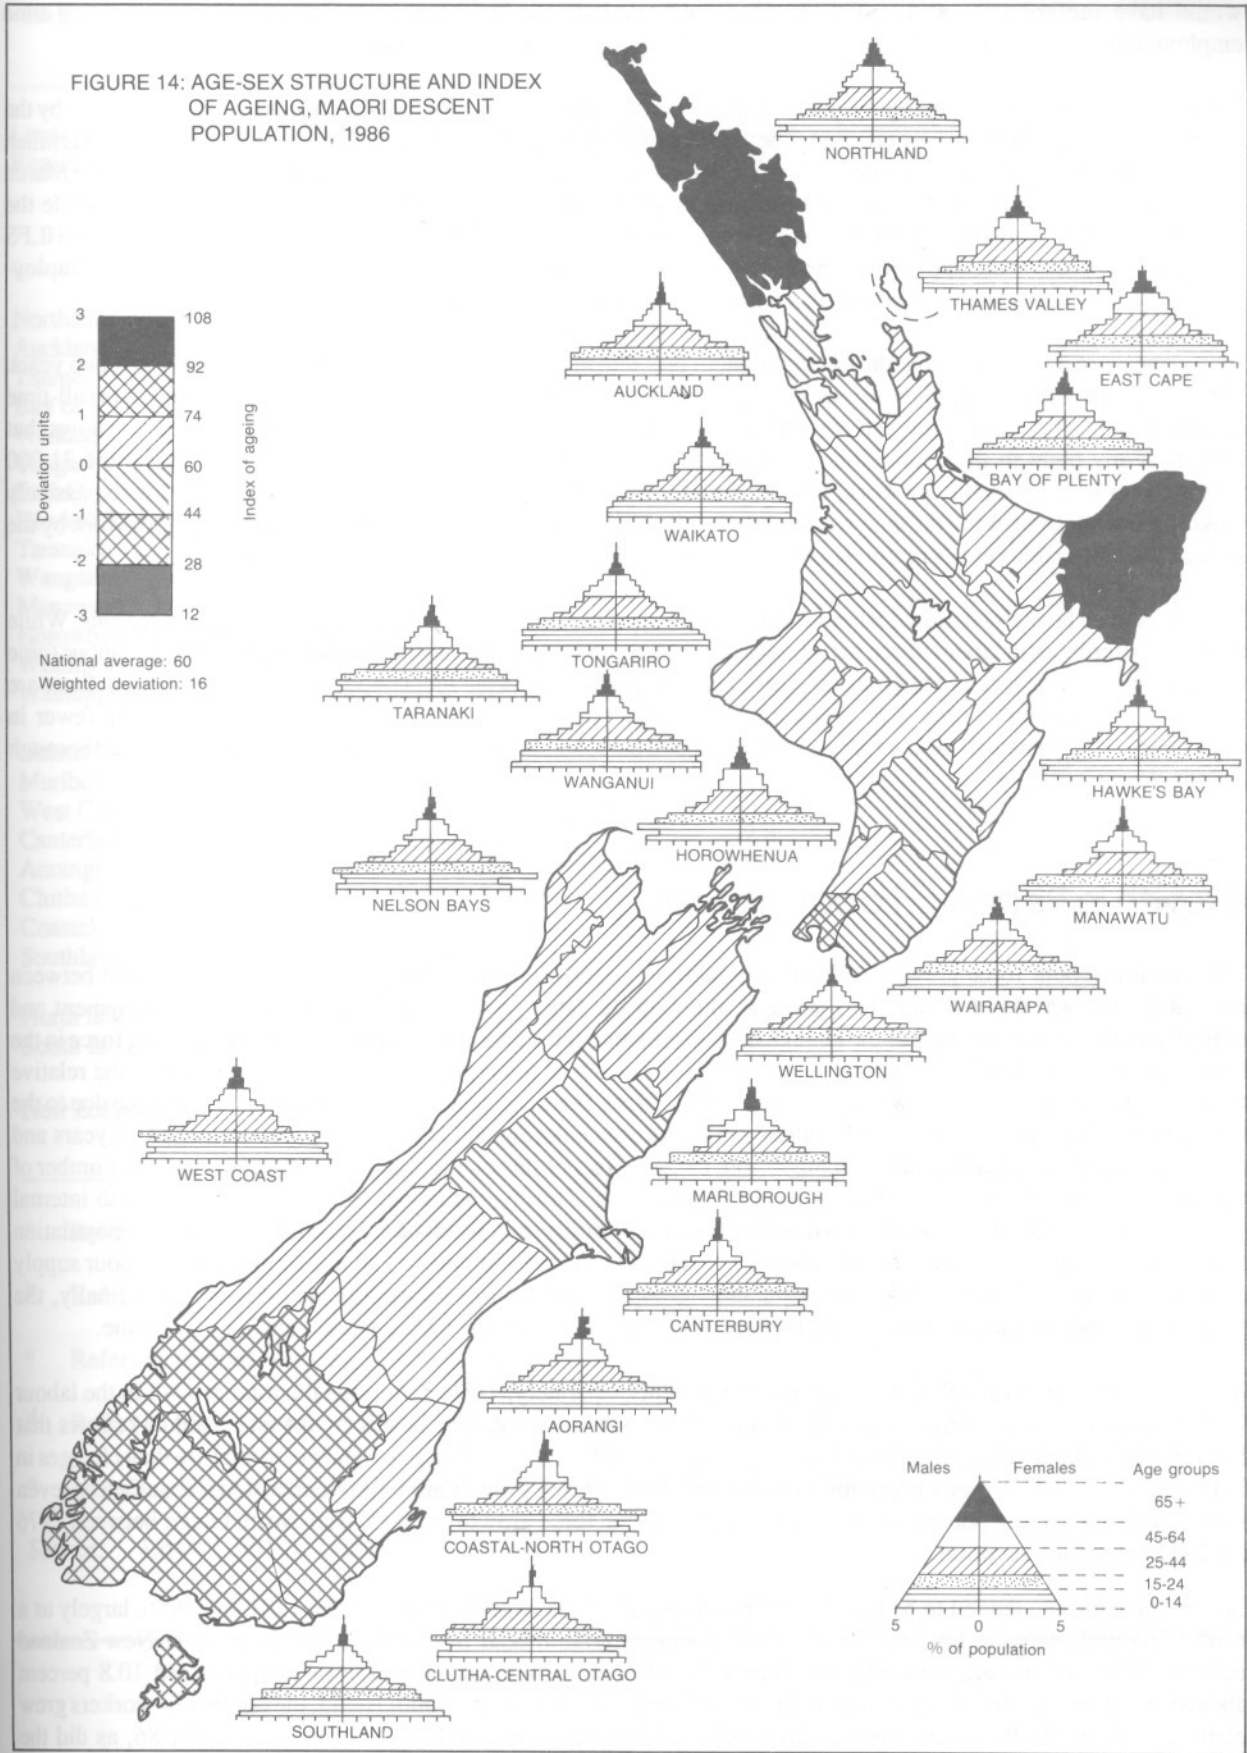 FIGURE 14: AGE-SEX STRUCTURE AND INDEX
OF AGEING, MAORI DESCENT
POPULATION, 1986
NORTHLAND
THAMES VALLEY
EAST CAPE
AUCKLAND
BAY OF PLENTY
WAIKATO
TONGARIRO
TARANAKI
WANGANUI
HAWKE'S BAY
HOROWHENUA
NELSON BAYS
MANAWATU
WAIRARAPA
WELLINGTON
WEST COAST
MARLBOROUGH
CANTERBURY
AORANGI
COASTAL-NORTH OTAGO
CLUTHA-CENTRAL OTAGO
SOUTHLAND
Deviation units
Index of ageing
3 108
2 92
1 74
0 60
-1 44
-2 28
-3 12
National average: 60
Weighted deviation: 16
Males Females Age groups
65+
45-64
25-44
15-24
0-14
5 0 5
% of population